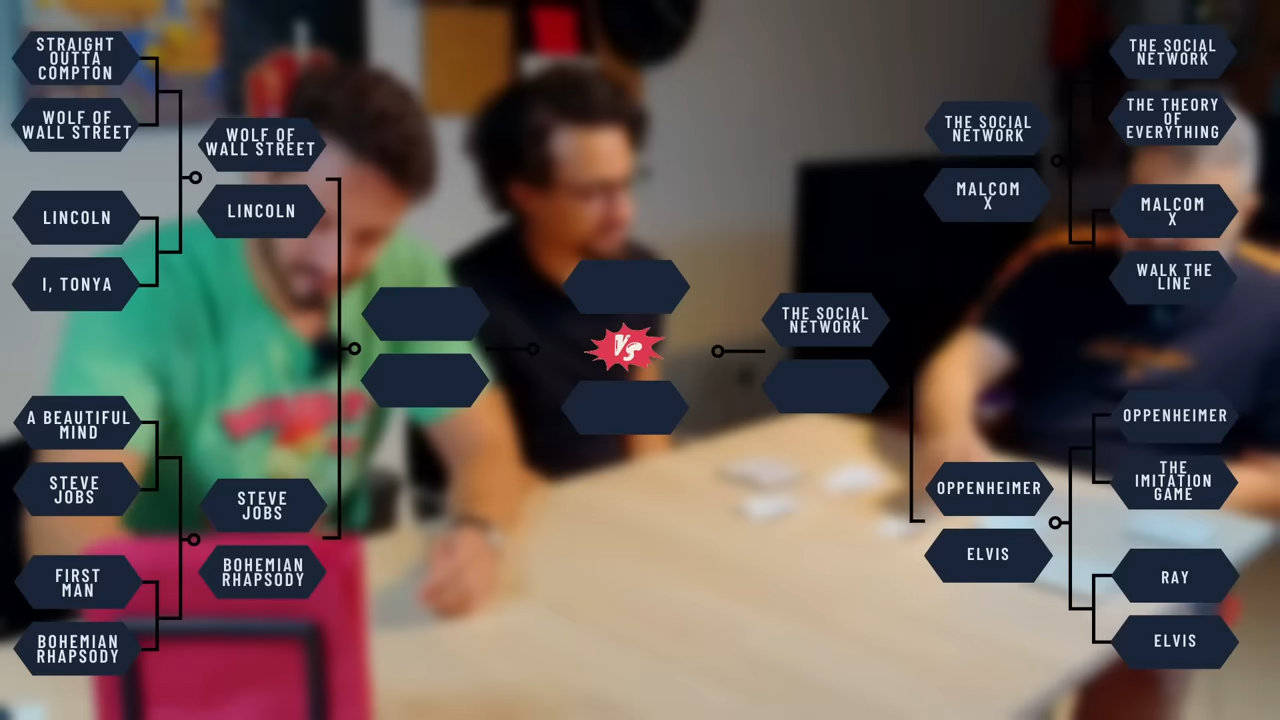 STRAIGHT
OUTTA
COMPTON
WOLF OF
WALL STREET
LINCOLN
I, TONYA
A BEAUTIFUL
MIND
STEVE
JOBS
FIRST
MAN
BOHEMIAN
RHAPSODY
WOLF OF
WALL STREET
LINCOLN
STEVE
JOBS
BOHEMIAN
RHAPSODY
VS
THE SOCIAL
NETWORK
THE SOCIAL
NETWORK
MALCOM
X
OPPENHEIMER
ELVIS
THE SOCIAL
NETWORK
THE THEORY
OF
EVERYTHING
MALCOM
X
WALK THE
LINE
OPPENHEIMER
THE
IMITATION
GAME
RAY
ELVIS